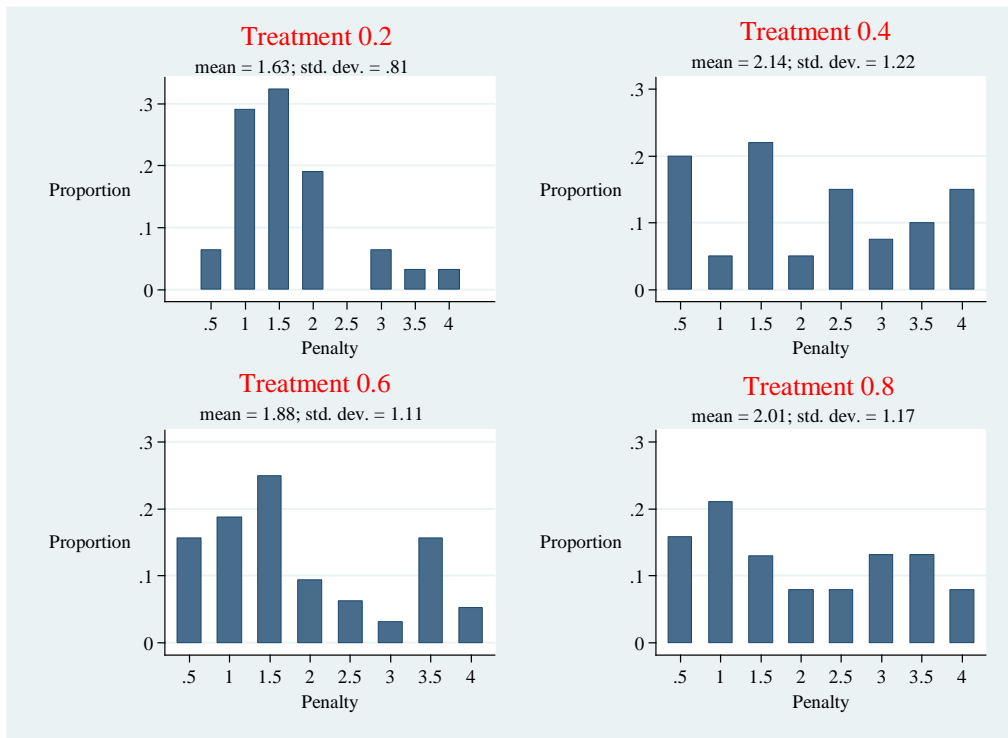 Treatment 0.2
mean = 1.63; std. dev. = .81
.3
.2
.1
0
Proportion
.5 1 1.5 2 2.5 3 3.5 4
Penalty
Treatment 0.4
mean = 2.14; std. dev. = 1.22
.3
.2
.1
0
Proportion
.5 1 1.5 2 2.5 3 3.5 4
Penalty
Treatment 0.6
mean = 1.88; std. dev. = 1.11
.3
.2
.1
0
Proportion
.5 1 1.5 2 2.5 3 3.5 4
Penalty
Treatment 0.8
mean = 2.01; std. dev. = 1.17
.3
.2
.1
0
Proportion
.5 1 1.5 2 2.5 3 3.5 4
Penalty